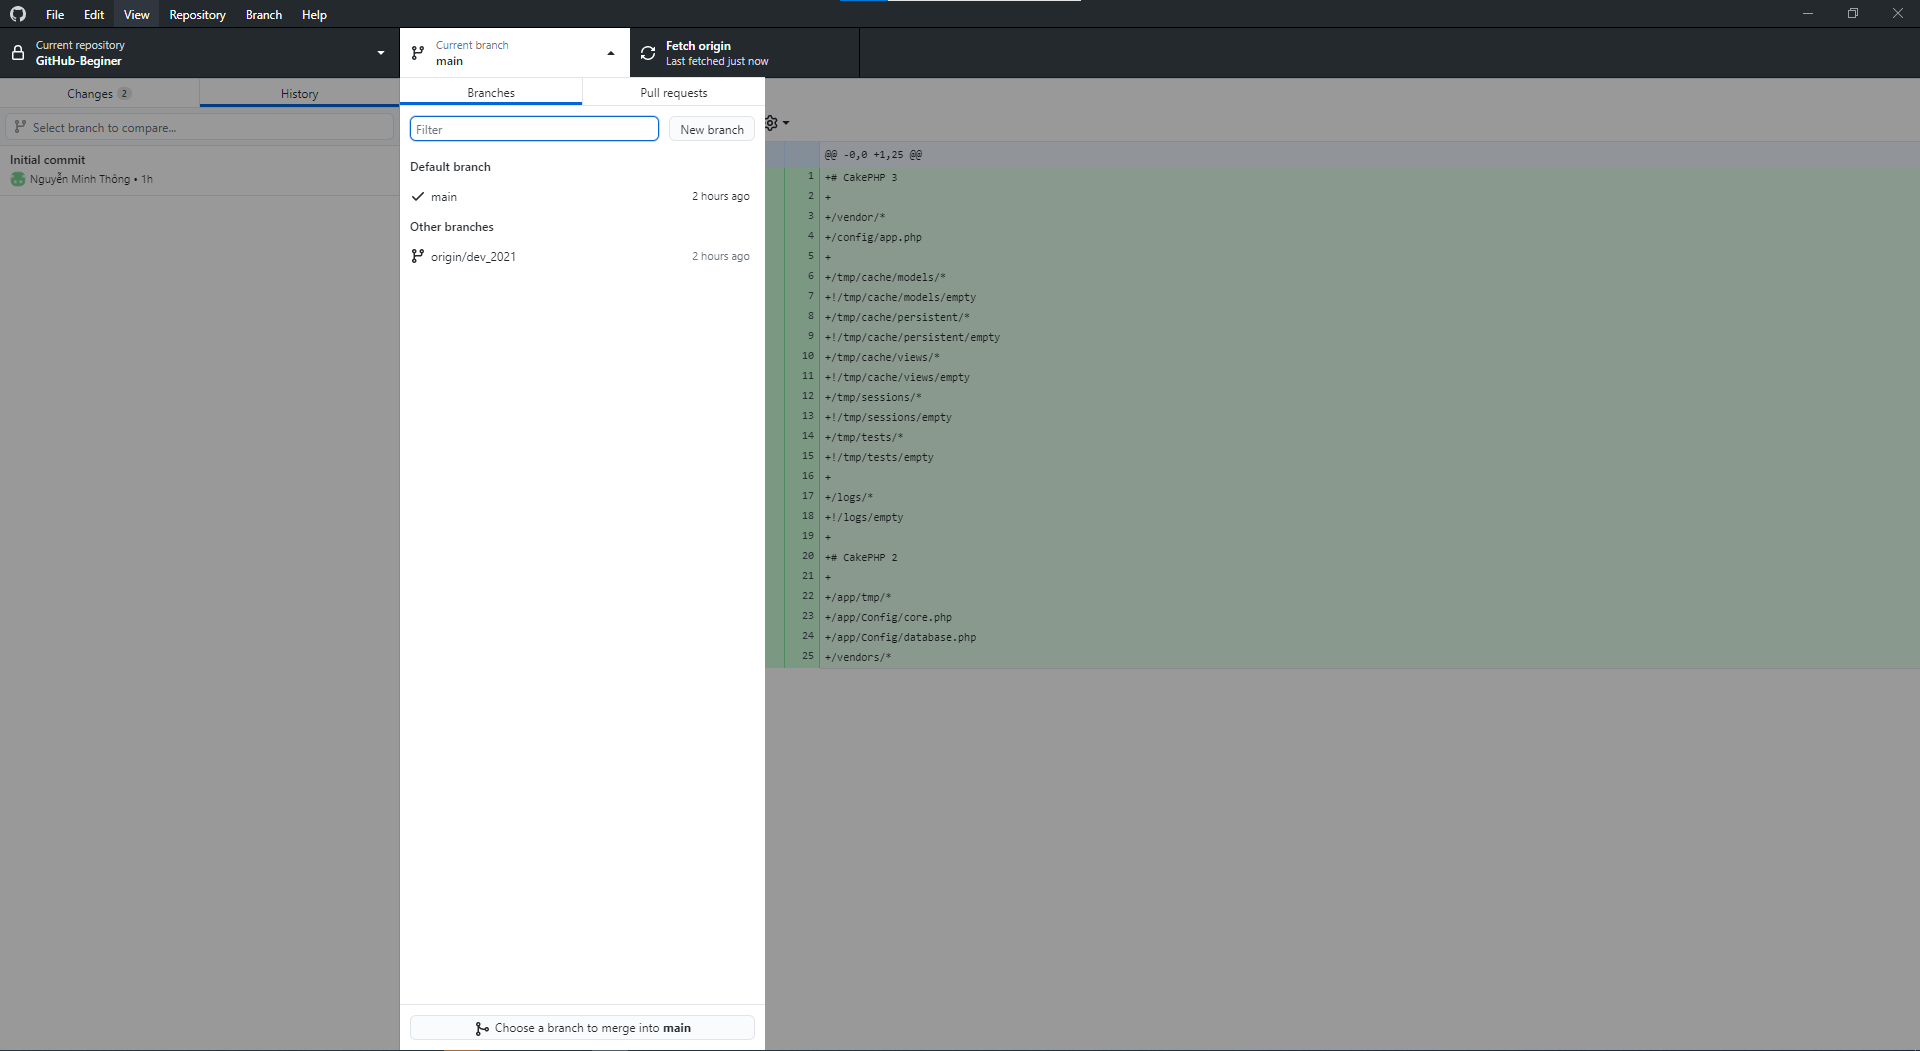 File Edit View Repository Branch Help
Current repository
GitHub-Beginer
Current branch
main
Fetch origin
Last fetched just now
Changes 2 History
Select branch to compare...
Initial commit
Nguyễn Minh Thông • 1h
Branches Pull requests
Filter New branch
Default branch
main 2 hours ago
Other branches
origin/dev_2021 2 hours ago
Choose a branch to merge into main
@@ -0,0 +1,25 @@
1 +# CakePHP 3
2 +
3 +/vendor/*
4 +/config/app.php
5 +
6 +/tmp/cache/models/*
7 +!/tmp/cache/models/empty
8 +/tmp/cache/persistent/*
9 +!/tmp/cache/persistent/empty
10 +/tmp/cache/views/*
11 +!/tmp/cache/views/empty
12 +/tmp/sessions/*
13 +!/tmp/sessions/empty
14 +/tmp/tests/*
15 +!/tmp/tests/empty
16 +
17 +/logs/*
18 +!/logs/empty
19 +
20 +# CakePHP 2
21 +
22 +/app/tmp/*
23 +/app/Config/core.php
24 +/app/Config/database.php
25 +/vendors/*